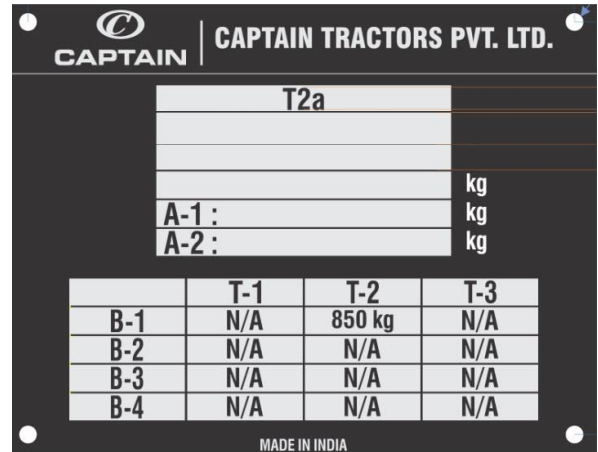 CAPTAIN
CAPTAIN TRACTORS PVT. LTD.
T2a
kg
A-1 : kg
A-2 : kg
T-1 T-2 T-3
B-1 N/A 850 kg N/A
B-2 N/A N/A N/A
B-3 N/A N/A N/A
B-4 N/A N/A N/A
MADE IN INDIA